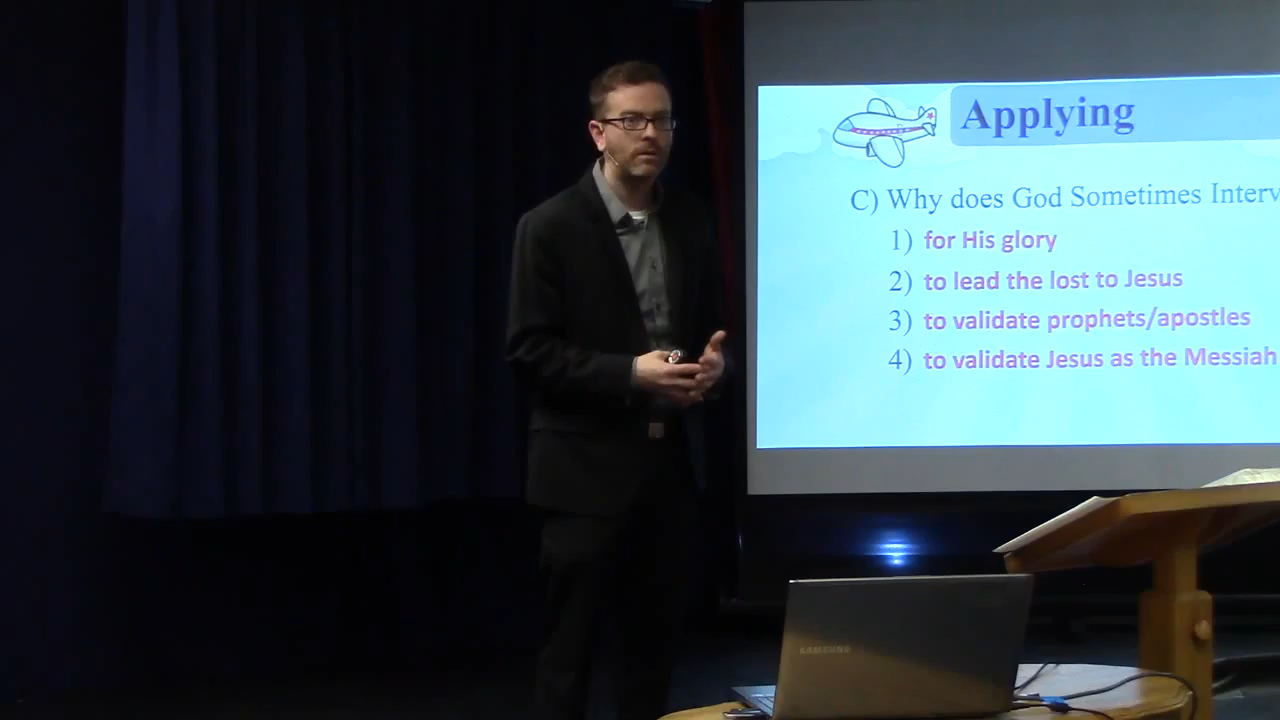 Applying
C) Why does God Sometimes Interv
1) for His glory
2) to lead the lost to Jesus
3) to validate prophets/apostles
4) to validate Jesus as the Messiah
SAMSUNG